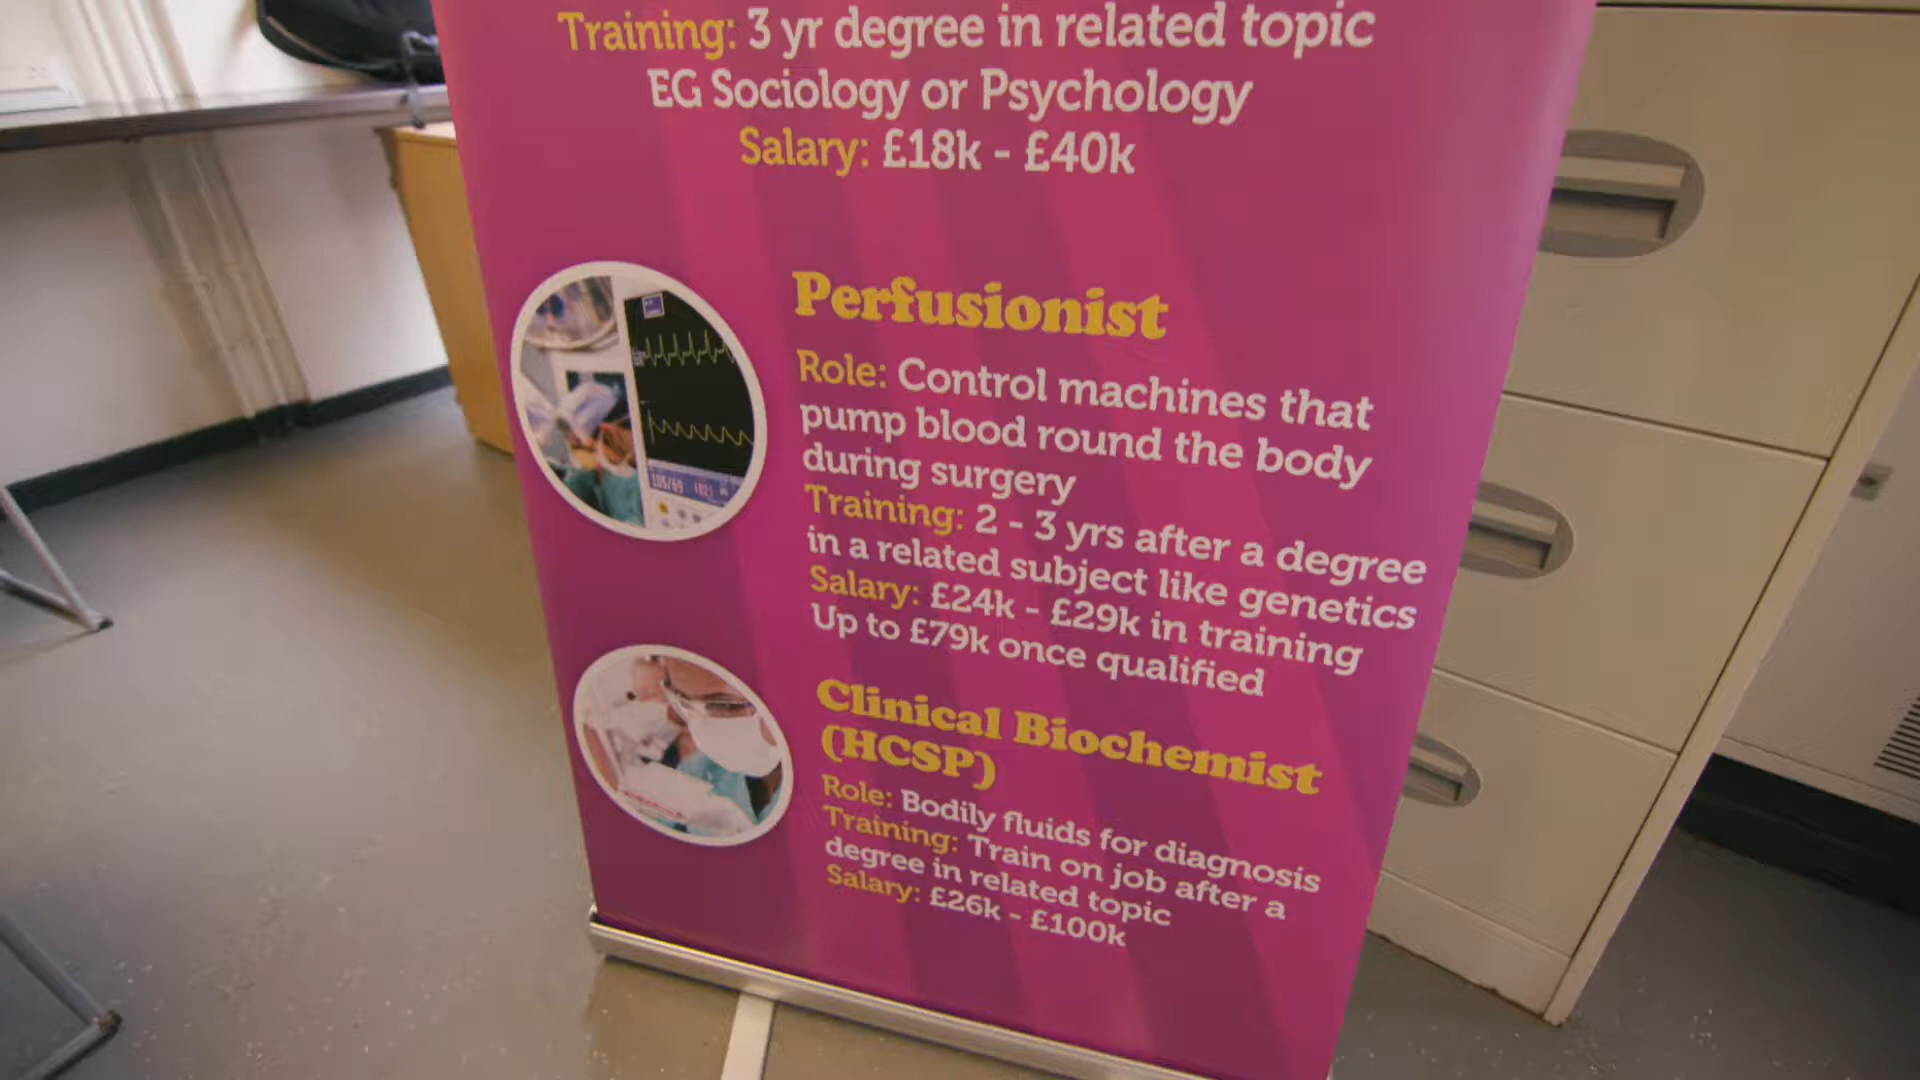 Training: 3 yr degree in related topic
EG Sociology or Psychology
Salary: £18k - £40k
Perfusionist
Role: Control machines that
pump blood round the body
during surgery
Training: 2 - 3 yrs after a degree
in a related subject like genetics
Salary: £24k - £29k in training
Up to £79k once qualified
Clinical Biochemist
(HCSP)
Role: Bodily fluids for diagnosis
Training: Train on job after a
degree in related topic
Salary: £26k - £100k